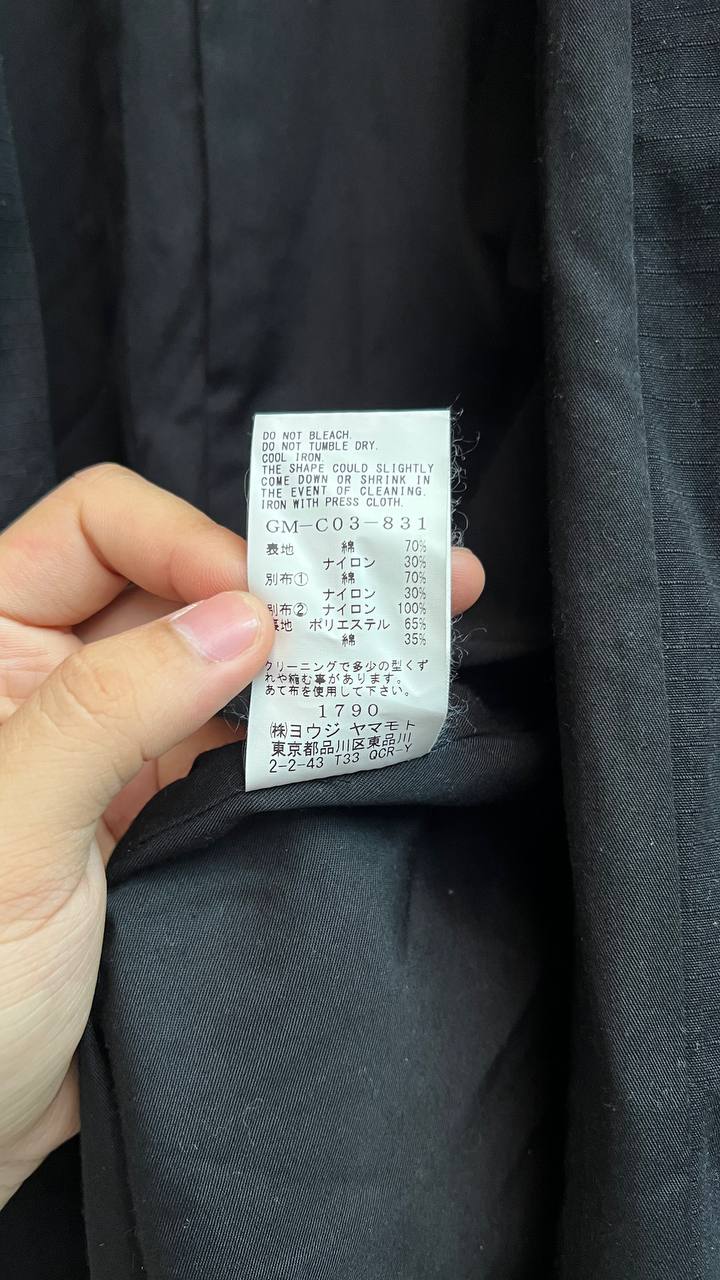 DO NOT BLEACH.
DO NOT TUMBLE DRY.
COOL IRON.
THE SHAPE COULD SLIGHTLY
COME DOWN OR SHRINK IN
THE EVENT OF CLEANING.
IRON WITH PRESS CLOTH.
GM-C03-831
表地 綿 70%
ナイロン 30%
別布① 綿 70%
ナイロン 30%
別布② ナイロン 100%
地 ポリエステル 65%
綿 35%
クリーニングで多少の型くず
れや縮む事があります。
あて布を使用して下さい。
1790
㈱ヨウジ ヤマモト
東京都品川区東品川
2-2-43 T33 QCR-Y